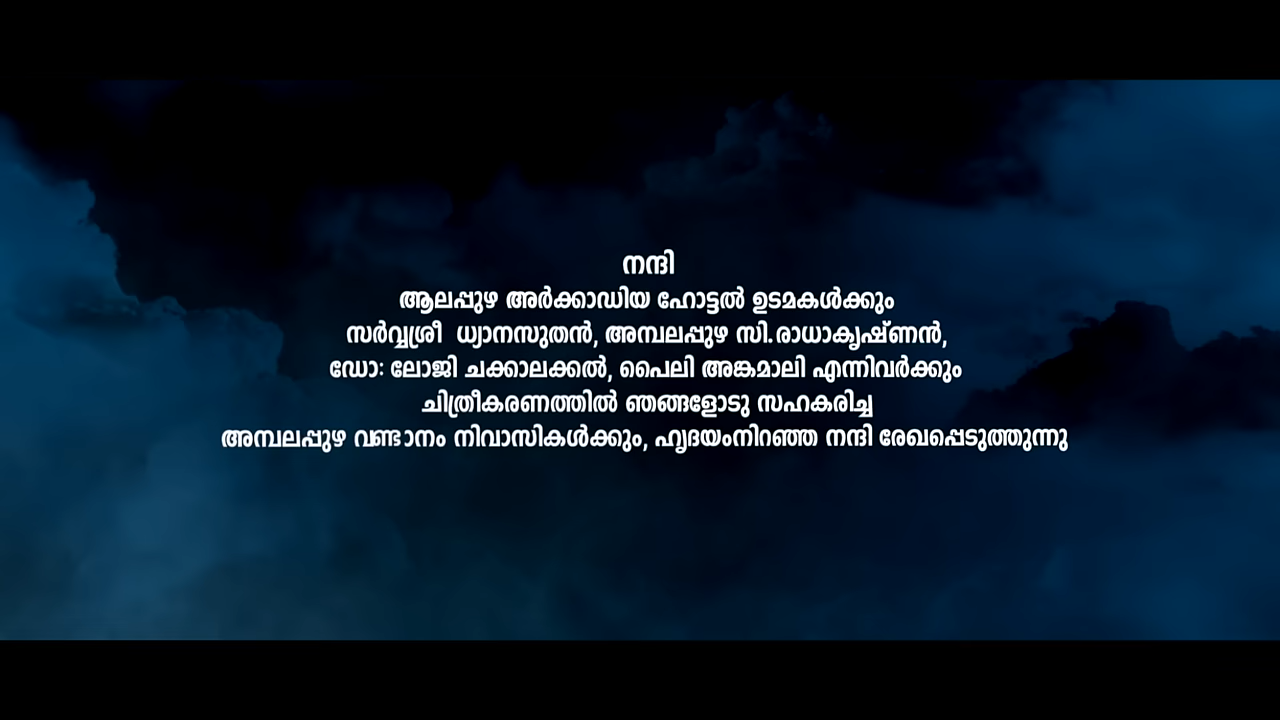 നന്ദി
ആലപ്പുഴ അർക്കാഡിയ ഹോട്ടൽ ഉടമകൾക്കും
സർവ്വശ്രീ ധ്യാനസുതൻ, അമ്പലപ്പുഴ സി.രാധാകൃഷ്ണൻ,
ഡോ: ലോജി ചക്കാലക്കൽ, പൈലി അങ്കമാലി എന്നിവർക്കും
ചിത്രീകരണത്തിൽ ഞങ്ങളോടു സഹകരിച്ച
അമ്പലപ്പുഴ വണ്ടാനം നിവാസികൾക്കും, ഹൃദയംനിറഞ്ഞ നന്ദി രേഖപ്പെടുത്തുന്നു